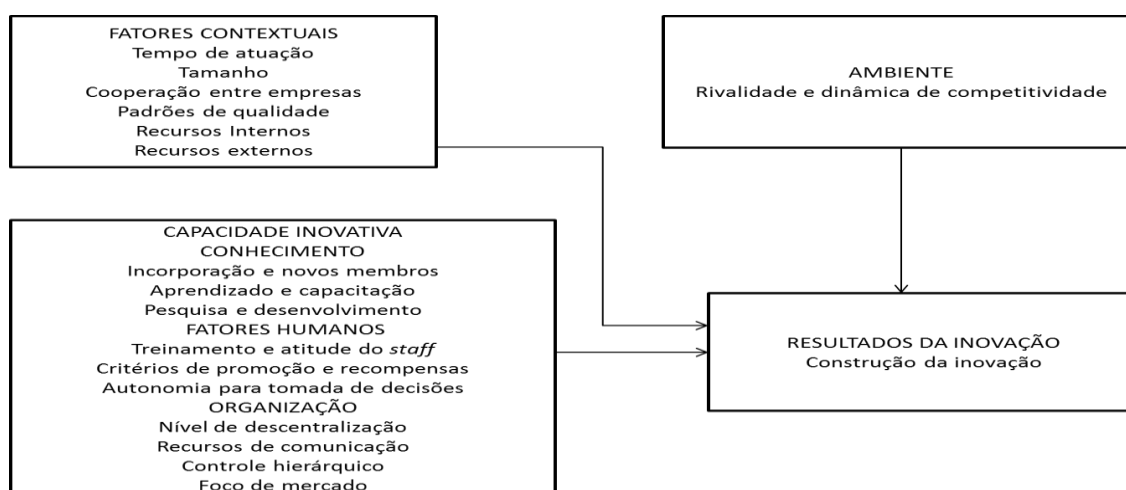 FATORES CONTEXTUAIS
Tempo de atuação
Tamanho
Cooperação entre empresas
Padrões de qualidade
Recursos Internos
Recursos externos
AMBIENTE
Rivalidade e dinâmica de competitividade
CAPACIDADE INOVATIVA
CONHECIMENTO
Incorporação e novos membros
Aprendizado e capacitação
Pesquisa e desenvolvimento
FATORES HUMANOS
Treinamento e atitude do staff
Critérios de promoção e recompensas
Autonomia para tomada de decisões
ORGANIZAÇÃO
Nível de descentralização
Recursos de comunicação
Controle hierárquico
Foco de mercado
RESULTADOS DA INOVAÇÃO
Construção da inovação